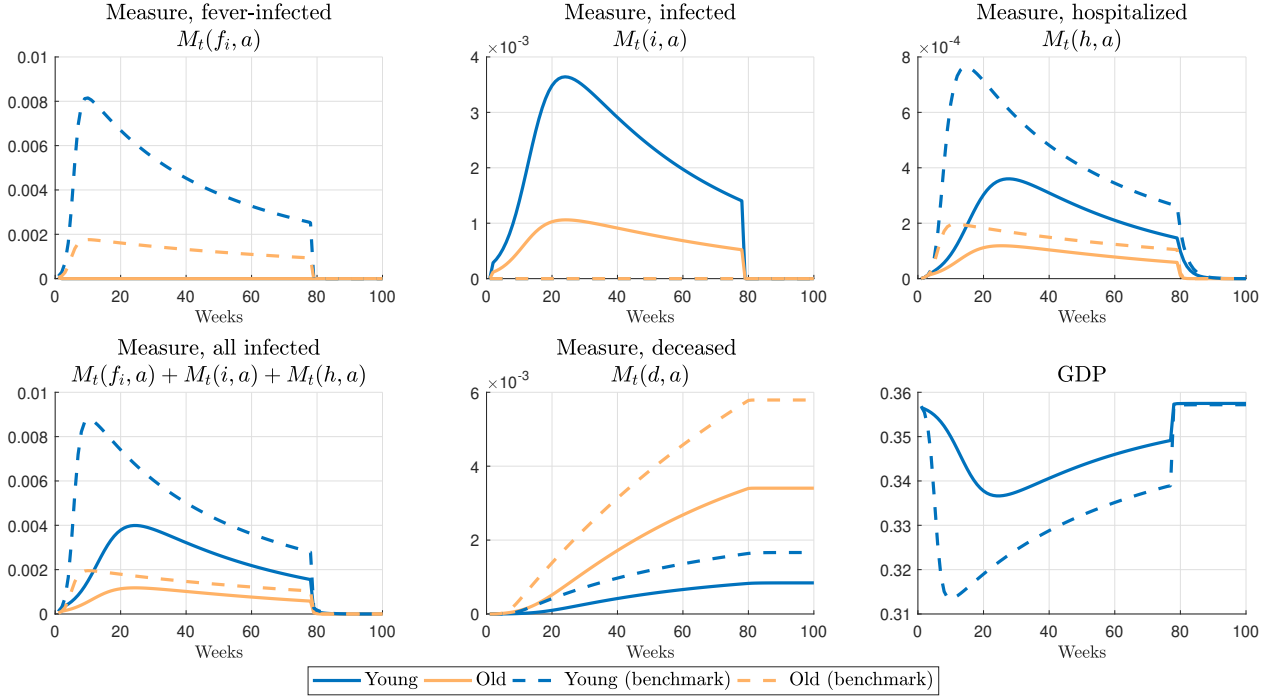 Measure, fever-infected
M_t(f_i, a)
0.01
0.008
0.006
0.004
0.002
0
0 20 40 60 80 100
Weeks
Measure, infected
M_t(i, a)
×10^-3
4
3
2
1
0
0 20 40 60 80 100
Weeks
Measure, hospitalized
M_t(h, a)
×10^-4
8
6
4
2
0
0 20 40 60 80 100
Weeks
Measure, all infected
M_t(f_i, a) + M_t(i, a) + M_t(h, a)
0.01
0.008
0.006
0.004
0.002
0
0 20 40 60 80 100
Weeks
Measure, deceased
M_t(d, a)
×10^-3
6
4
2
0
0 20 40 60 80 100
Weeks
GDP
0.36
0.35
0.34
0.33
0.32
0.31
0 20 40 60 80 100
Weeks
Young Old Young (benchmark) Old (benchmark)